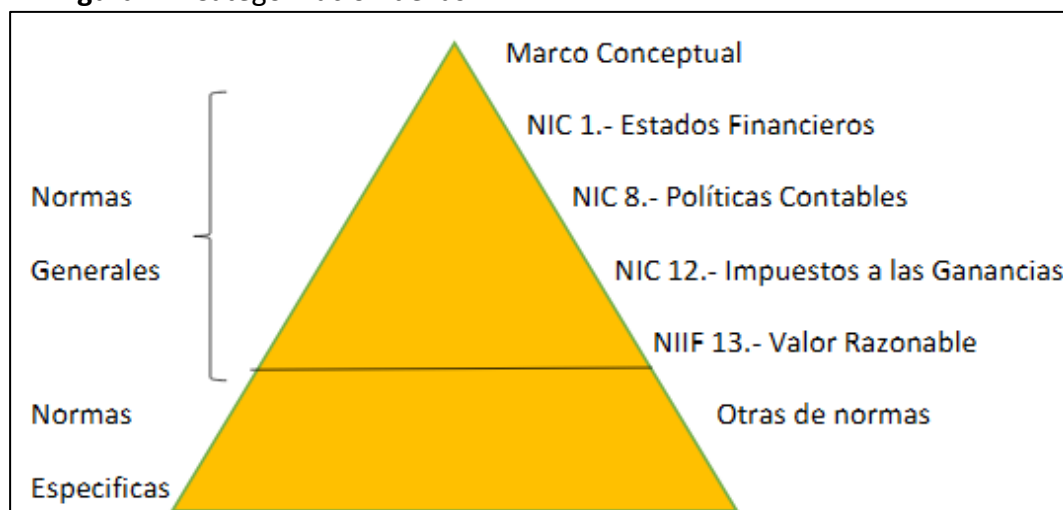 Marco Conceptual
NIC 1.- Estados Financieros
Normas
NIC 8.- Políticas Contables
Generales
NIC 12.- Impuestos a las Ganancias
NIIF 13.- Valor Razonable
Normas
Otras de normas
Especificas